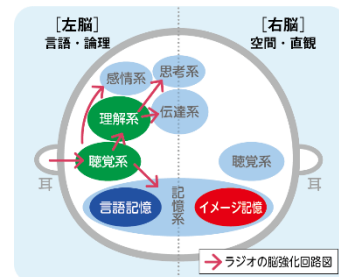 [左脳]
言語・論理
[右脳]
空間・直観
感情系
思考系
理解系
伝達系
聴覚系
聴覚系
耳
耳
記憶系
言語記憶
イメージ記憶
ラジオの脳強化回路図